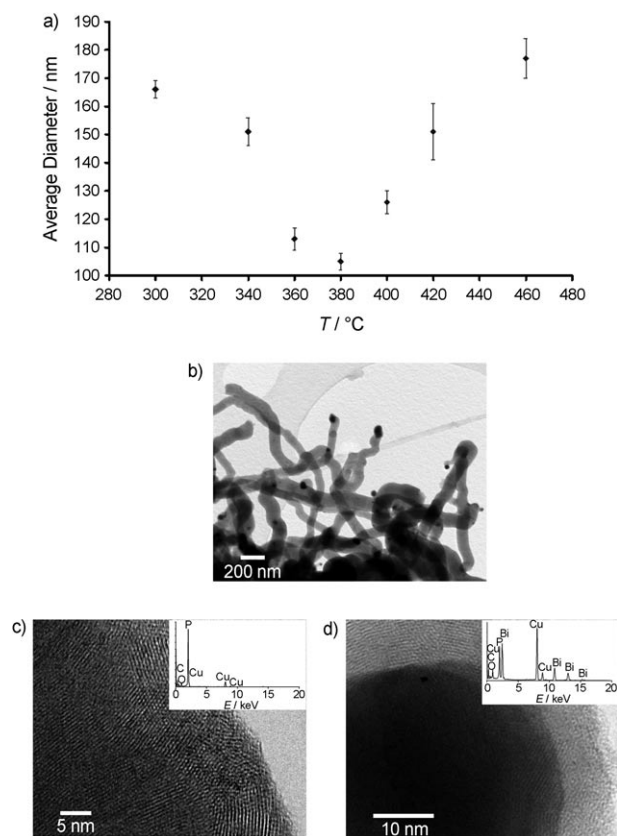 a)
190
180
170
160
150
140
130
120
110
100
Average Diameter / nm
280 300 320 340 360 380 400 420 440 460 480
T / °C
b)
200 nm
c)
P
C
O
Cu
Cu
Cu
0 5 10 15 20
E / keV
5 nm
d)
Cu
C
O
P
Bi
Cu
Bi
Bi
Bi
0 5 10 15 20
E / keV
10 nm